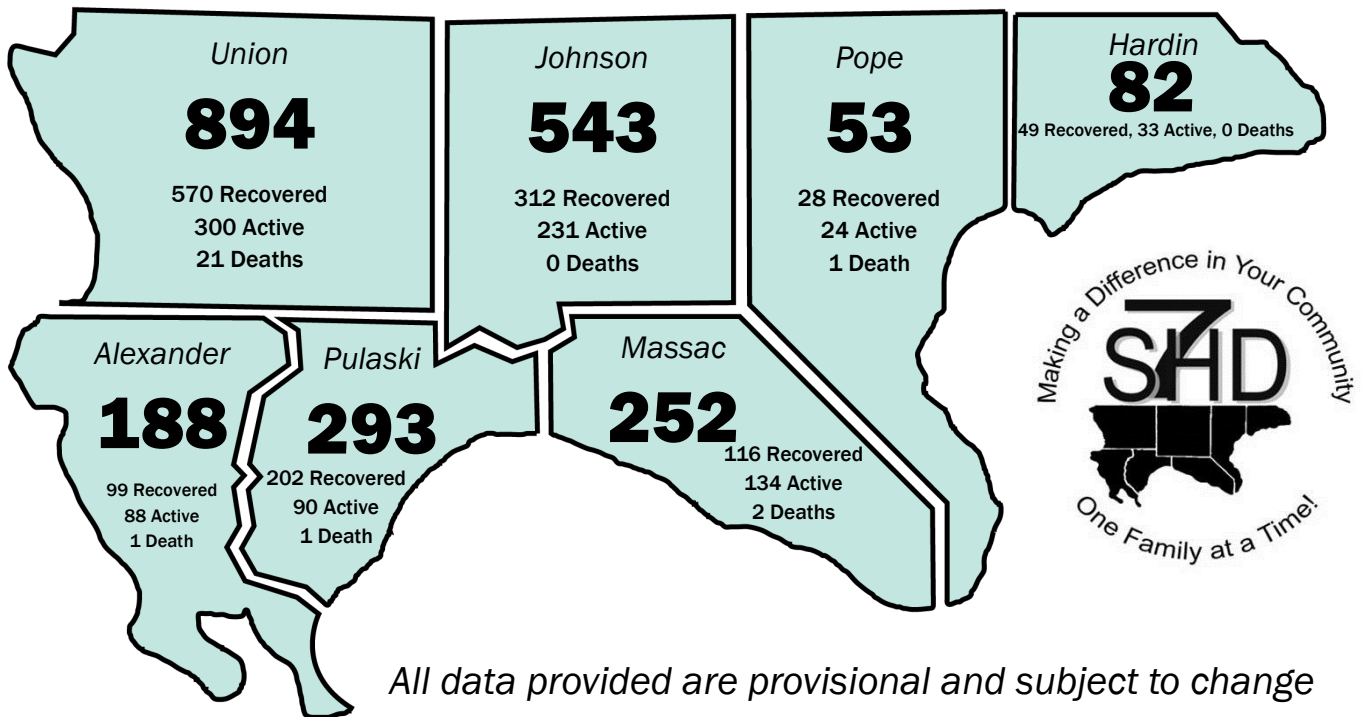 Union
894
570 Recovered
300 Active
21 Deaths
Johnson
543
312 Recovered
231 Active
0 Deaths
Pope
53
28 Recovered
24 Active
1 Death
Hardin
82
49 Recovered, 33 Active, 0 Deaths
Alexander
188
99 Recovered
88 Active
1 Death
Pulaski
293
202 Recovered
90 Active
1 Death
Massac
252
116 Recovered
134 Active
2 Deaths
Making a Difference in Your Community
S7HD
One Family at a Time!
All data provided are provisional and subject to change